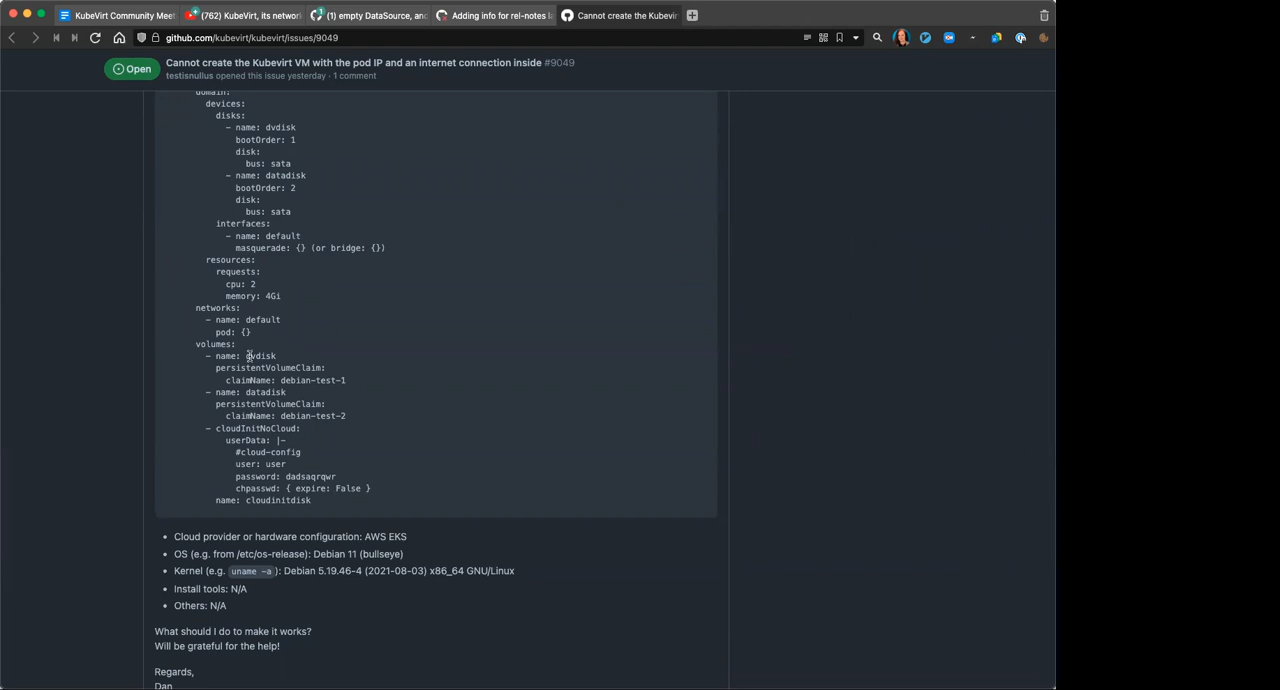 KubeVirt Community Meet
(762) KubeVirt, its networ
(1) empty DataSource, and
Adding info for rel-notes la
Cannot create the Kubevir
github.com/kubevirt/kubevirt/issues/9049
Open
Cannot create the Kubevirt VM with the pod IP and an internet connection inside #9049
testisnullus opened this issue yesterday · 1 comment
domain:
devices:
disks:
- name: dvdisk
bootOrder: 1
disk:
bus: sata
- name: datadisk
bootOrder: 2
disk:
bus: sata
interfaces:
- name: default
masquerade: {} (or bridge: {})
resources:
requests:
cpu: 2
memory: 4Gi
networks:
- name: default
pod: {}
volumes:
- name: dvdisk
persistentVolumeClaim:
claimName: debian-test-1
- name: datadisk
persistentVolumeClaim:
claimName: debian-test-2
- cloudInitNoCloud:
userData: |-
#cloud-config
user: user
password: dadsaqrqwr
chpasswd: { expire: False }
name: cloudinitdisk
• Cloud provider or hardware configuration: AWS EKS
• OS (e.g. from /etc/os-release): Debian 11 (bullseye)
• Kernel (e.g. uname -a): Debian 5.19.46-4 (2021-08-03) x86_64 GNU/Linux
• Install tools: N/A
• Others: N/A
What should I do to make it works?
Will be grateful for the help!
Regards,
Dan